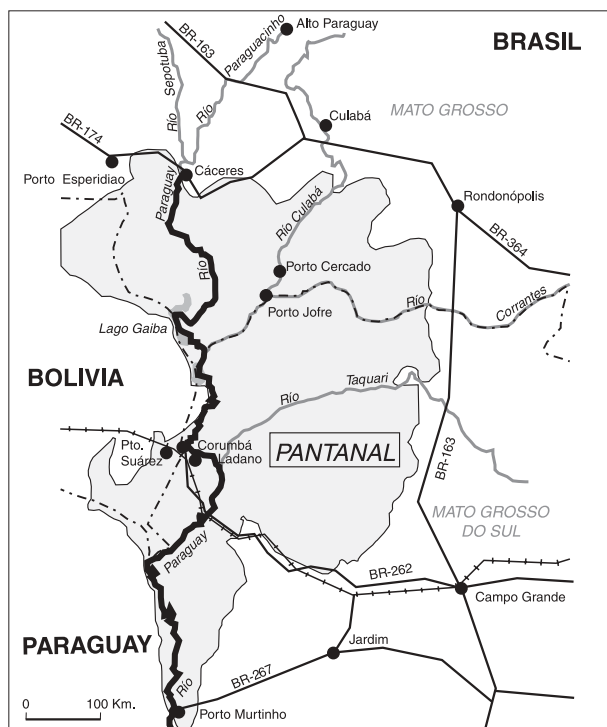 Alto Paraguay
BRASIL
BR-163
Paraguacinho
Río
Sepotuba
Río
MATO GROSSO
Culabá
BR-174
Cáceres
Porto Esperidiao
Paraguay
Río
Rondonópolis
Río Culabá
BR-364
Porto Cercado
Porto Jofre
Río
Corrantes
Lago Gaiba
BOLÍVIA
Taquari
Río
Corumbá
Ladano
Pto.
Suárez
PANTANAL
BR-163
MATO GROSSO
DO SUL
Paraguay
BR-262
Campo Grande
PARAGUAY
Jardim
BR-267
Río
0 100 Km.
Porto Murtinho